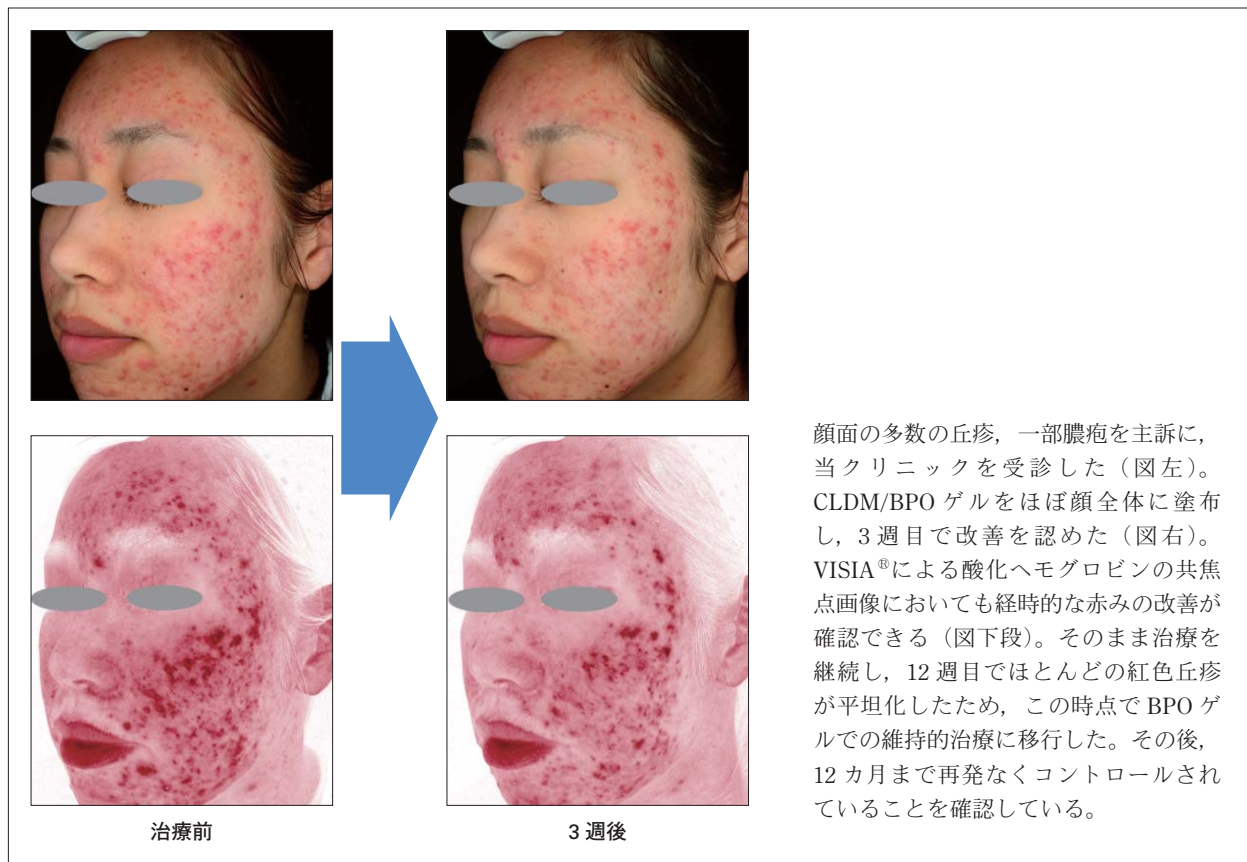 顔面の多数の丘疹，一部膿疱を主訴に，
当クリニックを受診した（図左）。
CLDM/BPO ゲルをほぼ顔全体に塗布
し，3 週目で改善を認めた（図右）。
VISIA®による酸化ヘモグロビンの共焦
点画像においても経時的な赤みの改善が
確認できる（図下段）。そのまま治療を
継続し，12 週目でほとんどの紅色丘疹
が平坦化したため，この時点で BPO ゲ
ルでの維持的治療に移行した。その後，
12 カ月まで再発なくコントロールされ
ていることを確認している。
治療前
3 週後